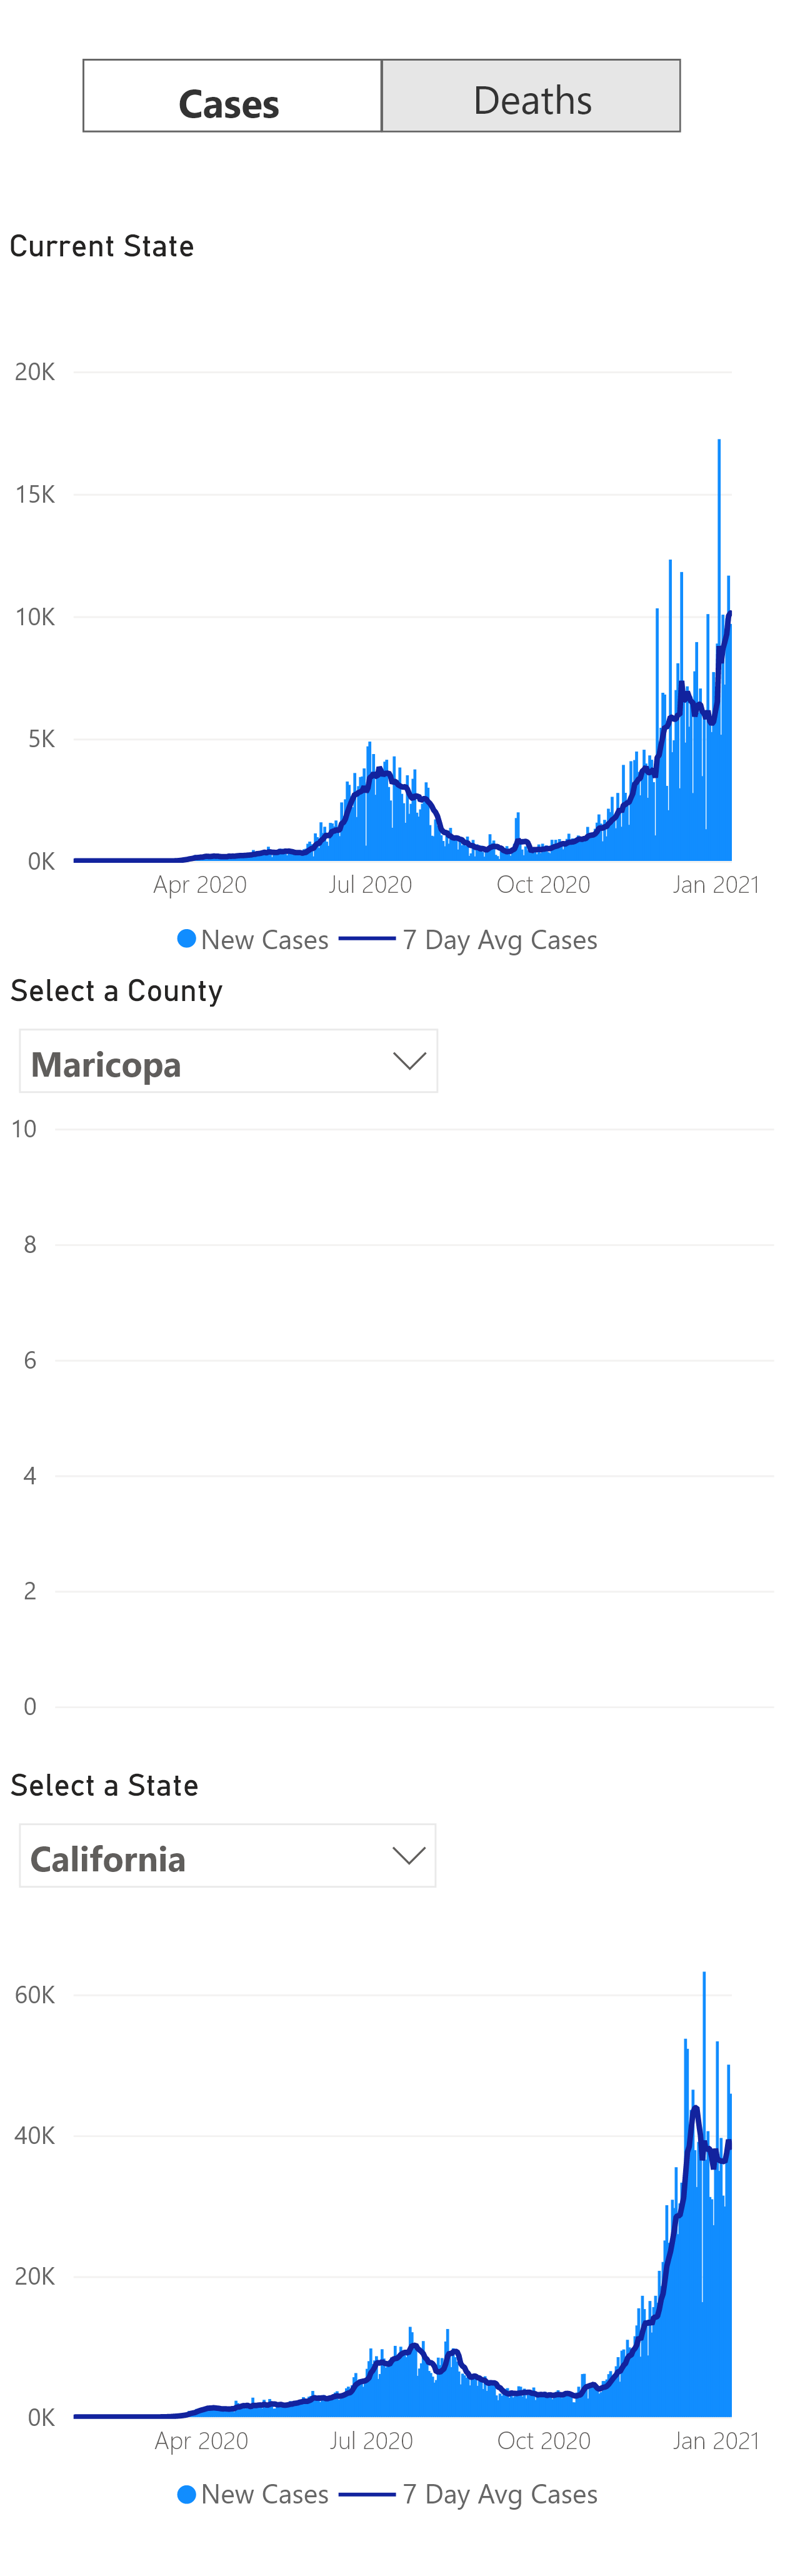 Cases Deaths
Current State
20K
15K
10K
5K
0K
Apr 2020 Jul 2020 Oct 2020 Jan 2021
New Cases 7 Day Avg Cases
Select a County
Maricopa
10
8
6
4
2
0
Select a State
California
60K
40K
20K
0K
Apr 2020 Jul 2020 Oct 2020 Jan 2021
New Cases 7 Day Avg Cases